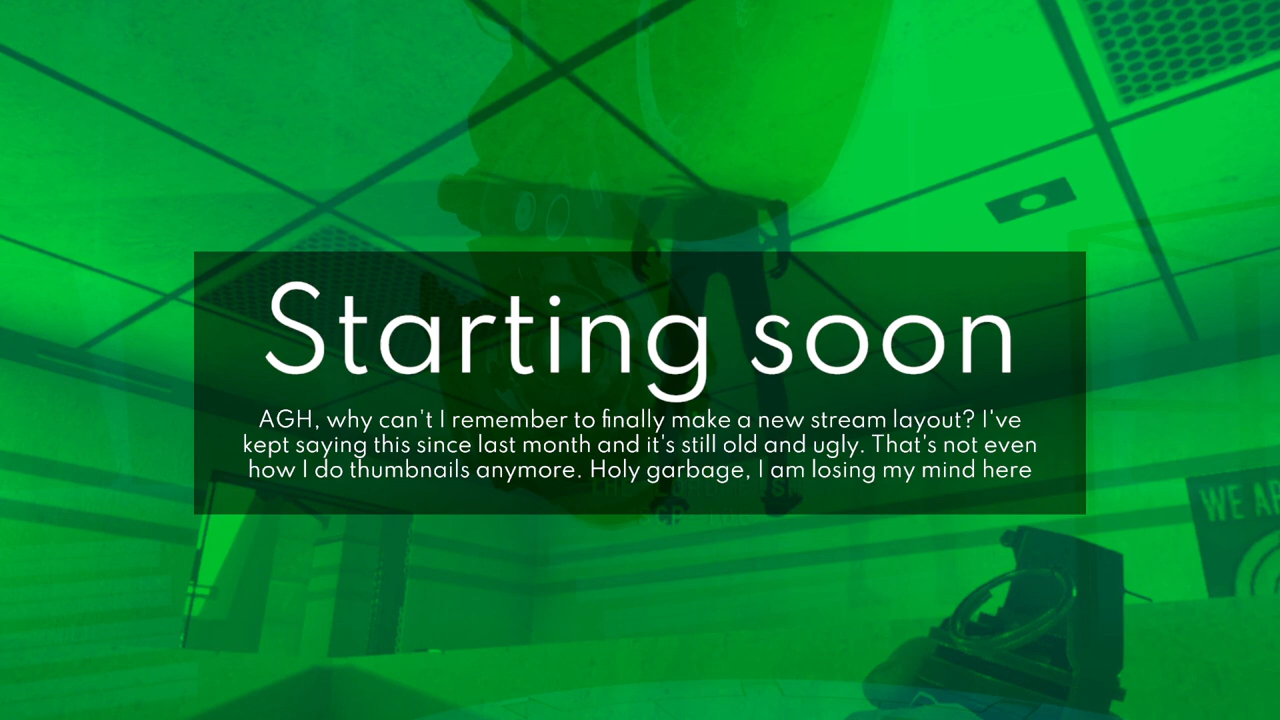 Starting soon
AGH, why can't I remember to finally make a new stream layout? I've
kept saying this since last month and it's still old and ugly. That's not even
how I do thumbnails anymore. Holy garbage, I am losing my mind here
WE